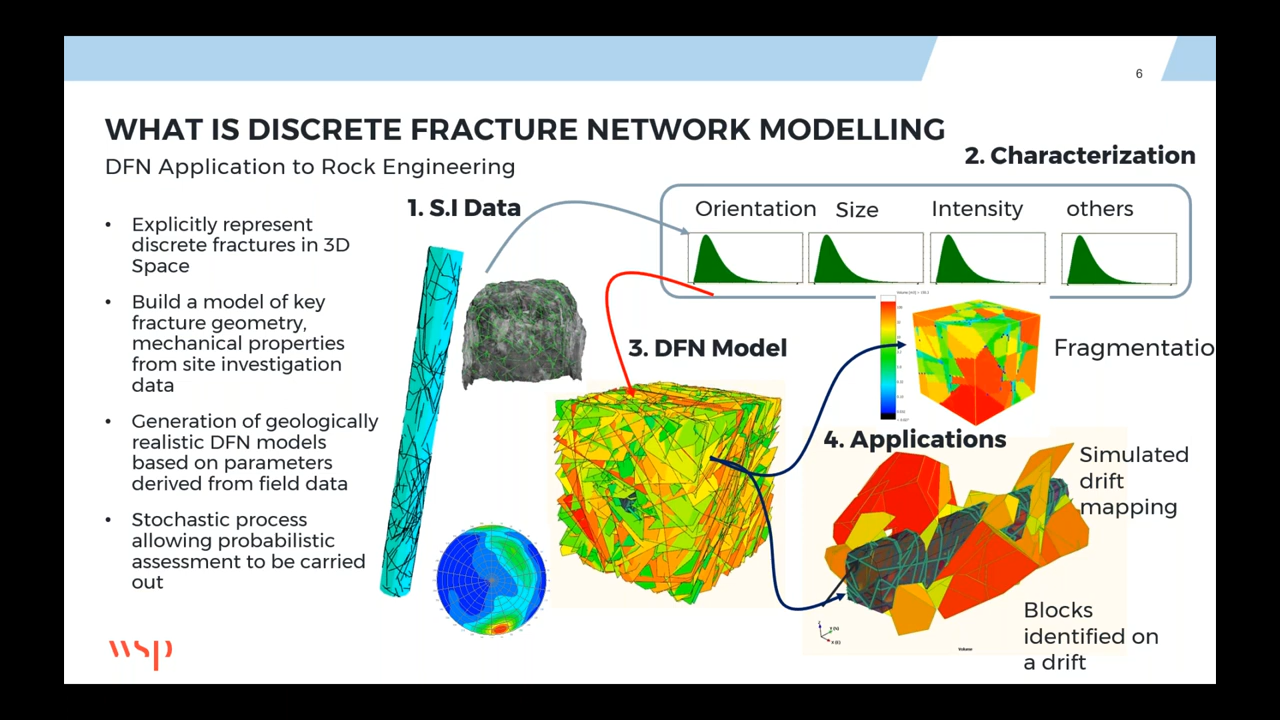 6
WHAT IS DISCRETE FRACTURE NETWORK MODELLING
DFN Application to Rock Engineering
2. Characterization
1. S.I Data
Orientation
Size
Intensity
others
• Explicitly represent
discrete fractures in 3D
Space
• Build a model of key
fracture geometry,
mechanical properties
from site investigation
data
• Generation of geologically
realistic DFN models
based on parameters
derived from field data
• Stochastic process
allowing probabilistic
assessment to be carried
out
3. DFN Model
Fragmentatio
4. Applications
Simulated
drift
mapping
Blocks
identified on
a drift
Volume
wsp